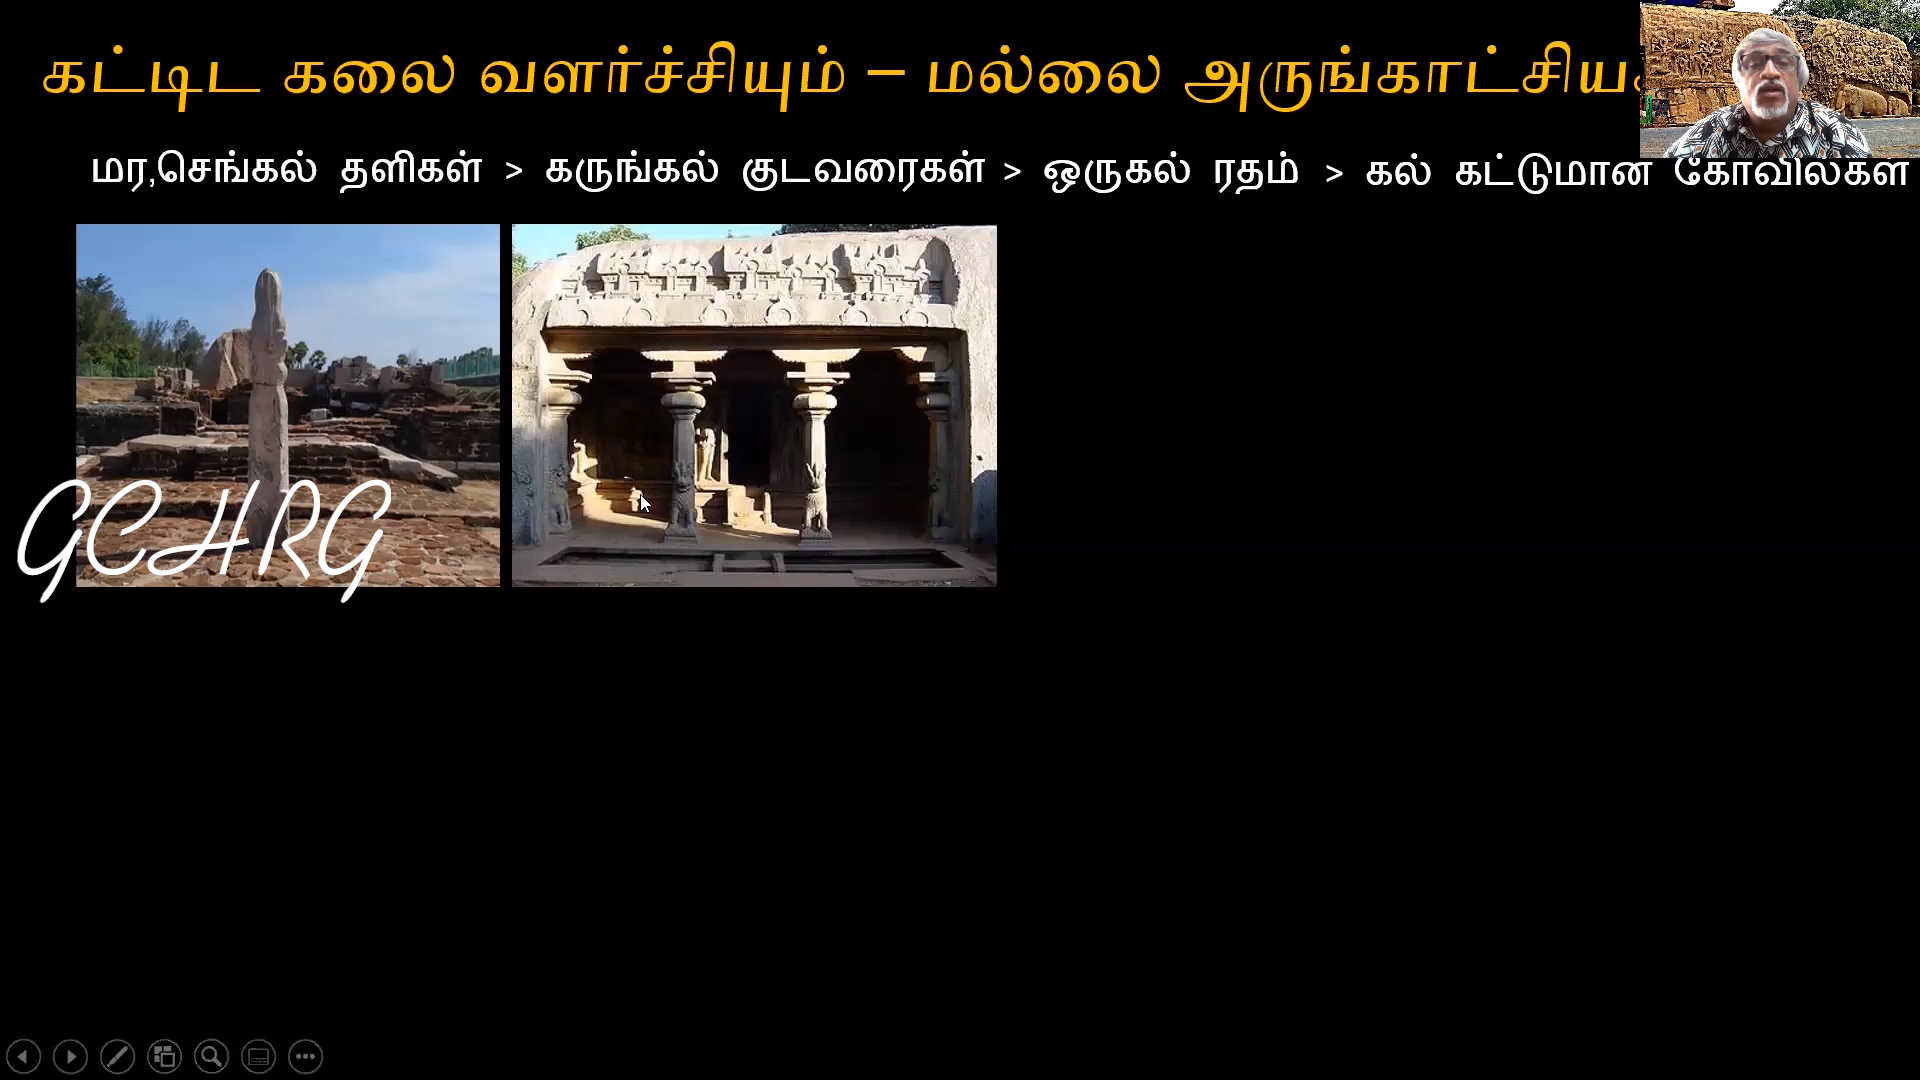 கட்டிட கலை வளர்ச்சியும் – மல்லை
மர,செங்கல் தளிகள் > கருங்கல் குடவரைகள் > ஒருகல் ரதம் > கல் கட்டுமான கோவில்கள்
GCHRG